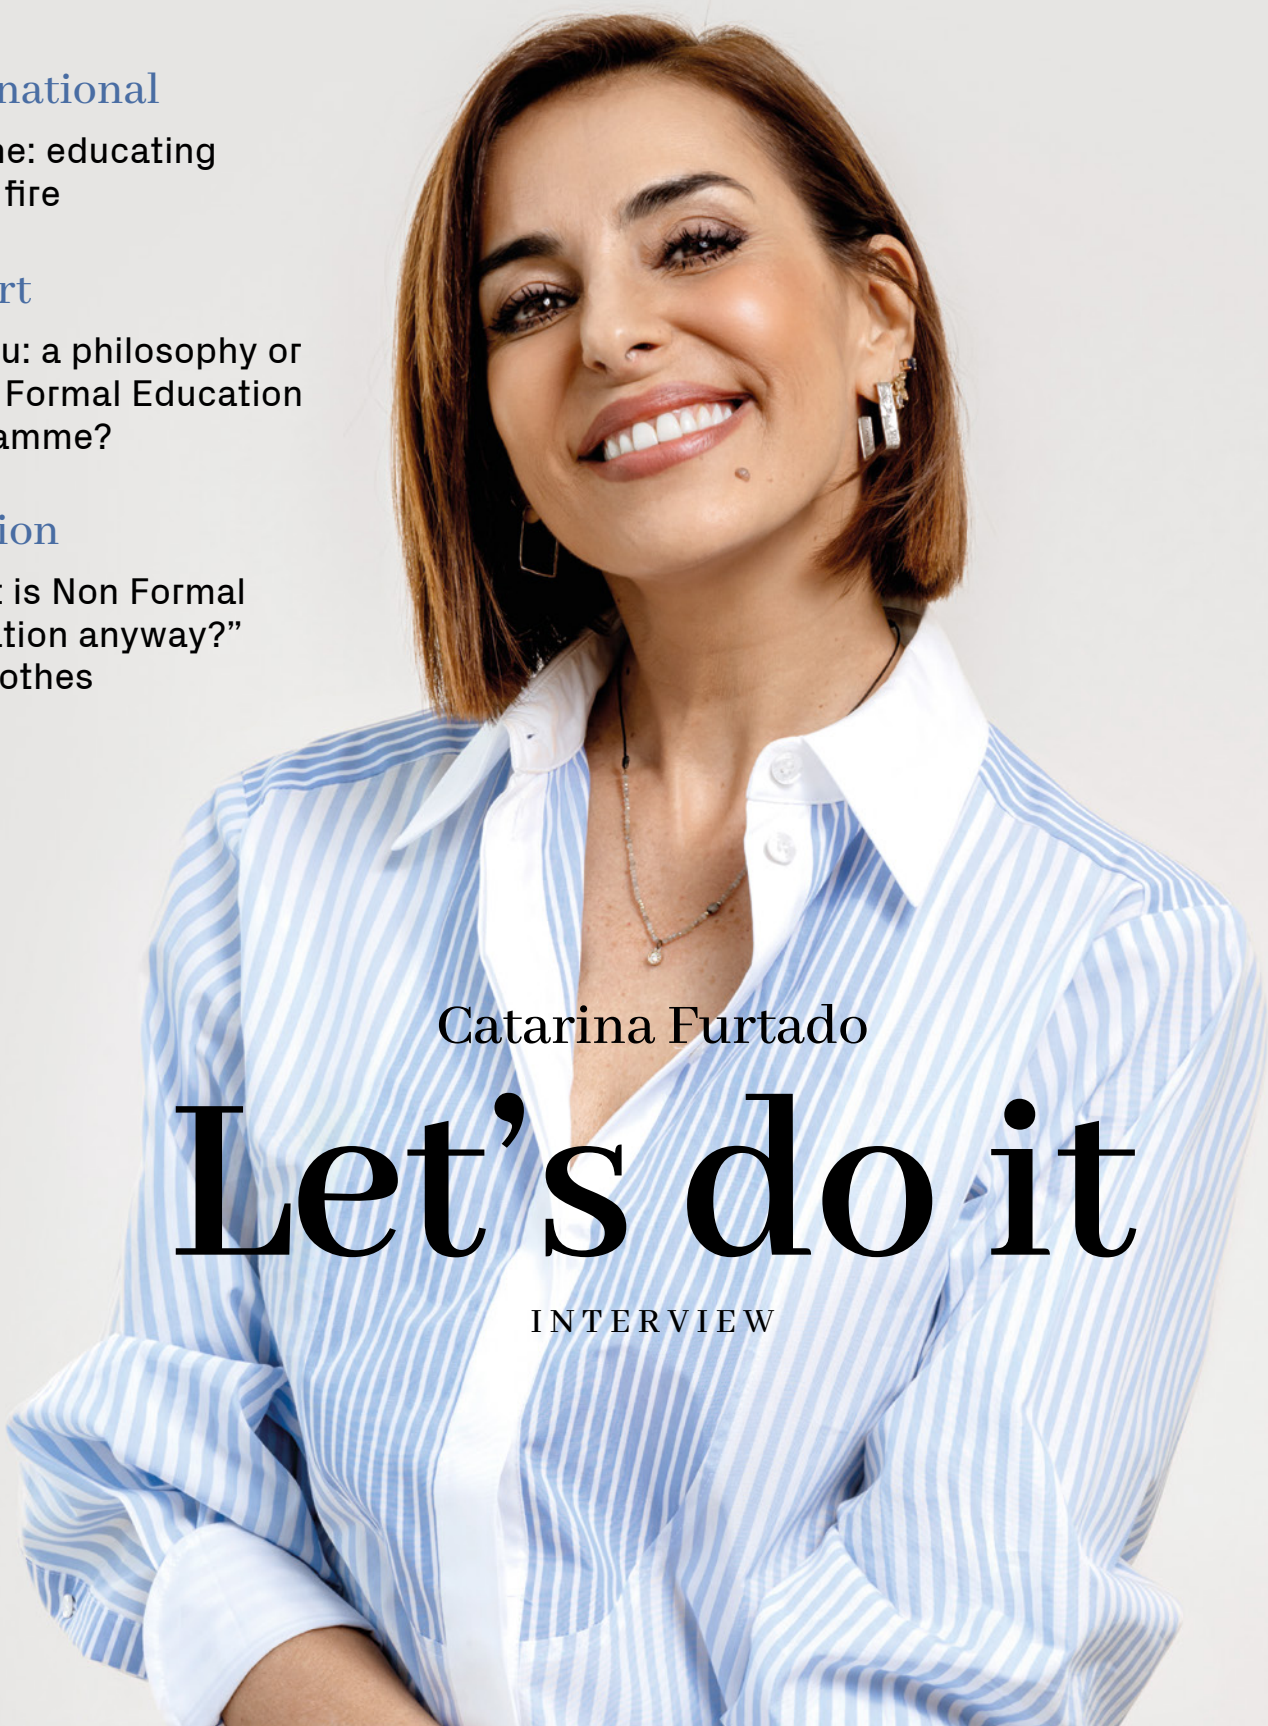 national
ne: educating
fire
rt
u: a philosophy or
Formal Education
amme?
ion
t is Non Formal
ation anyway?”
othes
Catarina Furtado
Let’s do it
INTERVIEW